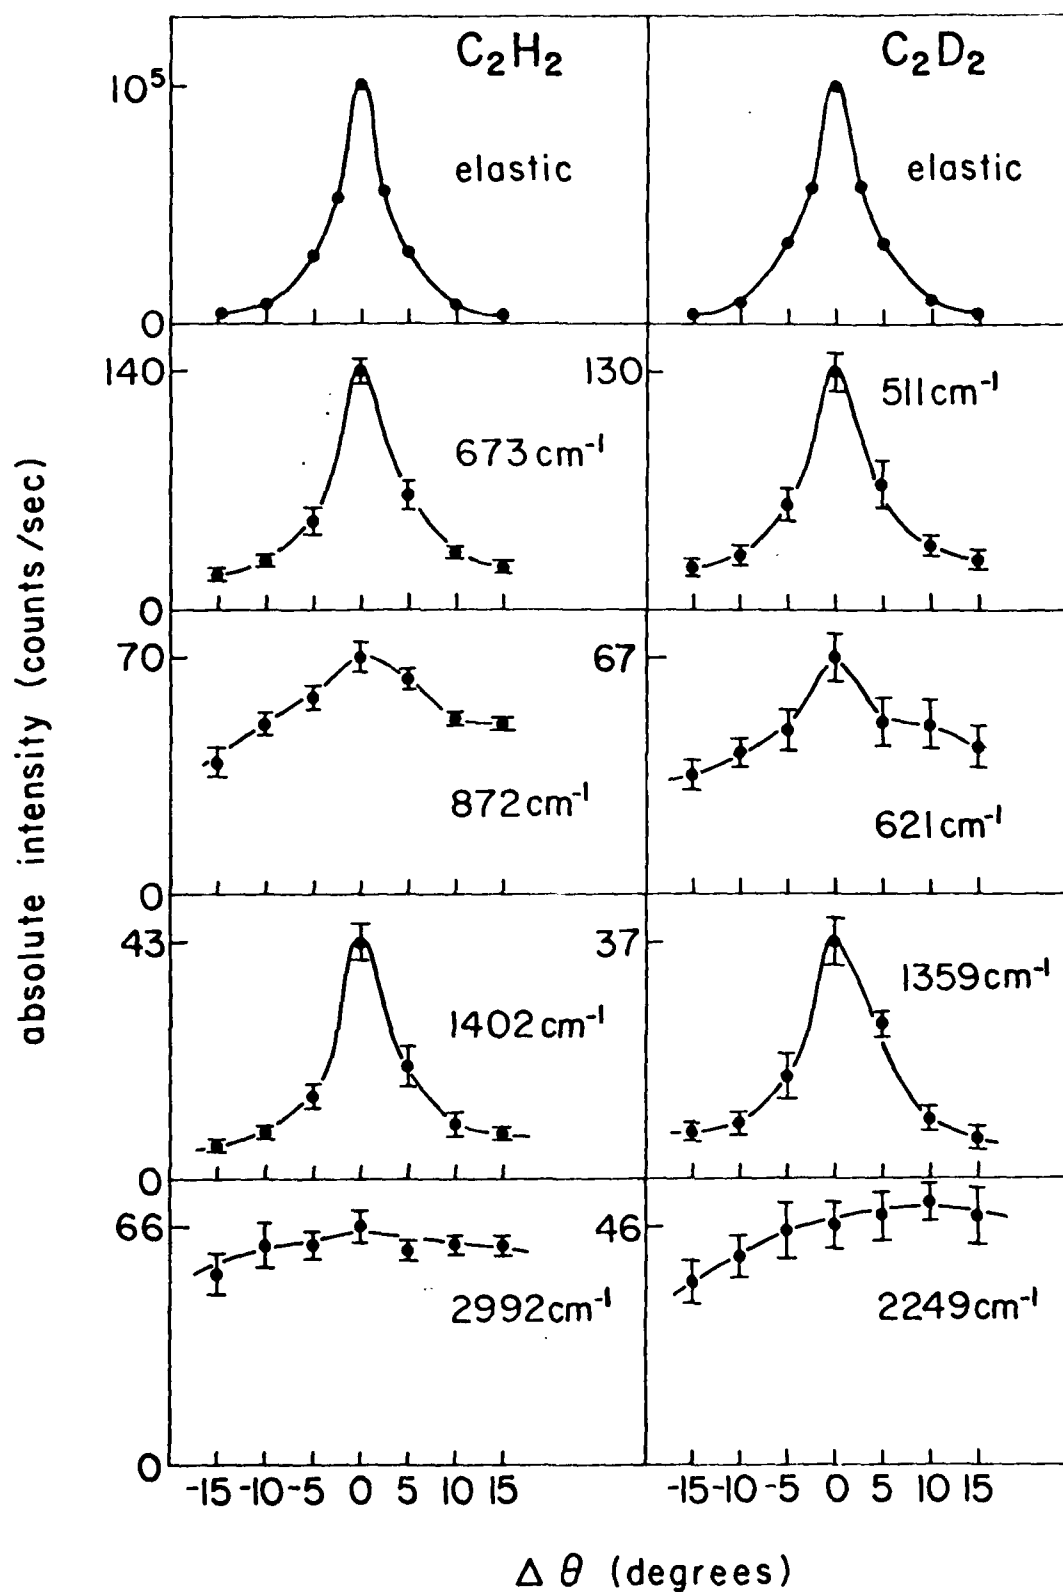 C₂H₂
C₂D₂
10⁵
elastic
elastic
0
140
673 cm⁻¹
130
511 cm⁻¹
0
70
872 cm⁻¹
67
621 cm⁻¹
0
43
1402 cm⁻¹
37
1359 cm⁻¹
0
66
2992 cm⁻¹
46
2249 cm⁻¹
0
-15 -10 -5 0 5 10 15
-15 -10 -5 0 5 10 15
absolute intensity (counts/sec)
Δ θ (degrees)